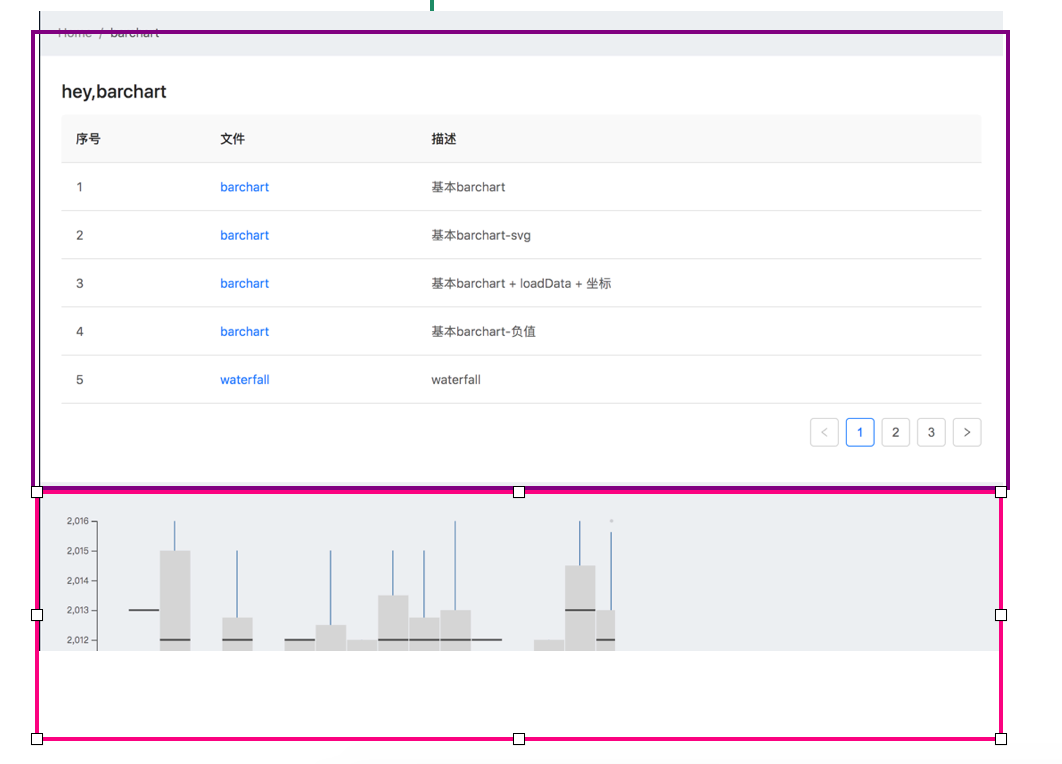 Home / barchart
hey,barchart
序号 文件 描述
1 barchart 基本barchart
2 barchart 基本barchart-svg
3 barchart 基本barchart + loadData + 坐标
4 barchart 基本barchart-负值
5 waterfall waterfall
< 1 2 3 >
2,016
2,015
2,014
2,013
2,012